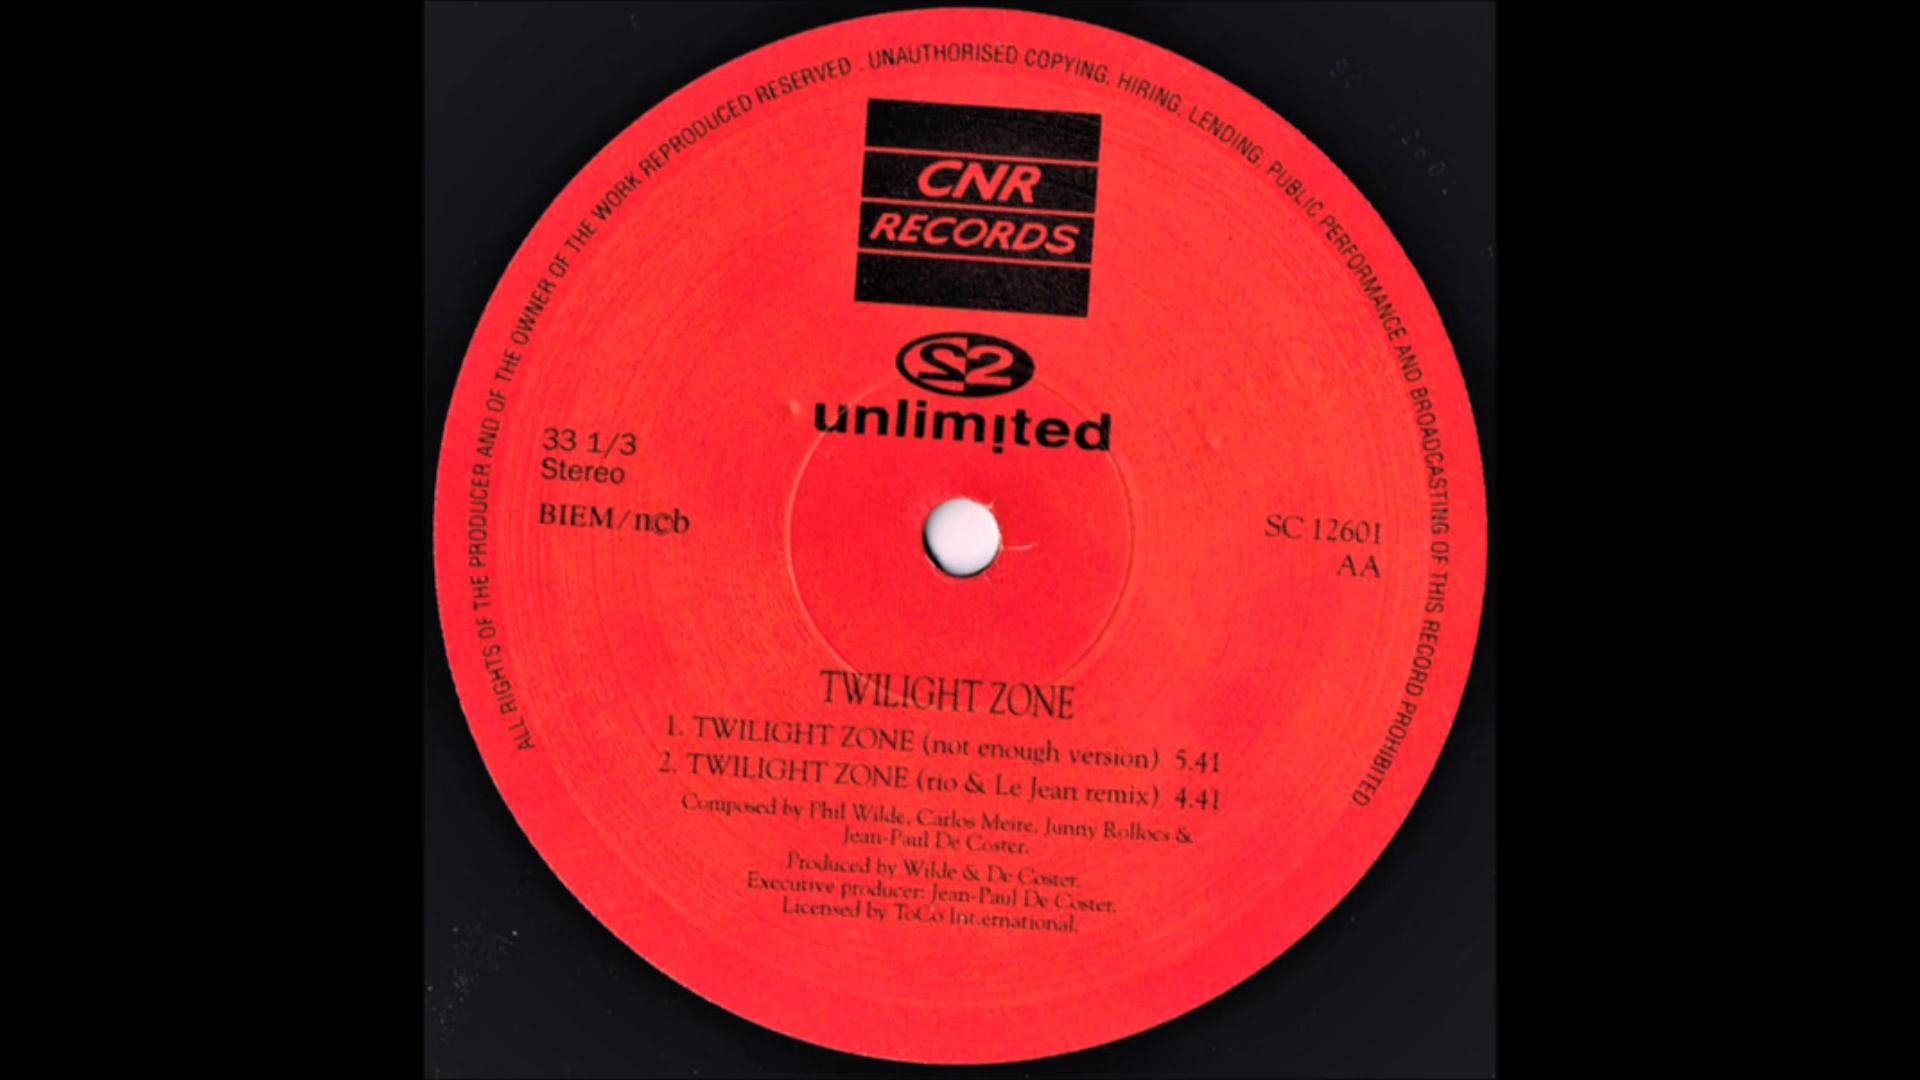 ALL RIGHTS OF THE PRODUCER AND OF THE OWNER OF THE WORK REPRODUCED RESERVED . UNAUTHORISED COPYING, HIRING, LENDING, PUBLIC PERFORMANCE AND BROADCASTING OF THIS RECORD PROHIBITED
CNR
RECORDS
2
unlimited
33 1/3
Stereo
BIEM/n©b
SC 12601
AA
TWILIGHT ZONE
1. TWILIGHT ZONE (not enough version) 5.41
2. TWILIGHT ZONE (rio & Le Jean remix) 4.41
Composed by Phil Wilde, Carlos Meire, Junny Rollocs &
Jean-Paul De Coster.
Produced by Wilde & De Coster.
Executive producer: Jean-Paul De Coster.
Licensed by ToCo International.